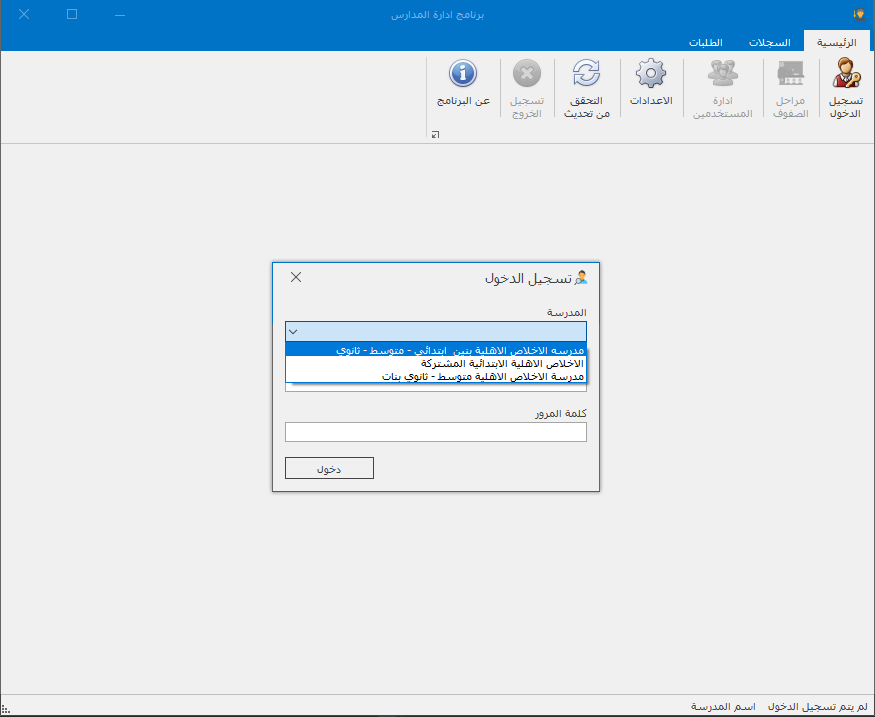 برنامج ادارة المدارس
الرئيسية
السجلات
الطلبات
تسجيل
الدخول
مراحل
الصفوف
ادارة
المستخدمين
الاعدادات
التحقق
من تحديث
تسجيل
الخروج
عن البرنامج
تسجيل الدخول
المدرسة
مدرسه الاخلاص الاهلية بنين ابتدائي - متوسط - ثانوي
الاخلاص الاهلية الابتدائية المشتركة
مدرسة الاخلاص الاهلية متوسط - ثانوي بنات
كلمة المرور
دخول
لم يتم تسجيل الدخول
اسم المدرسة